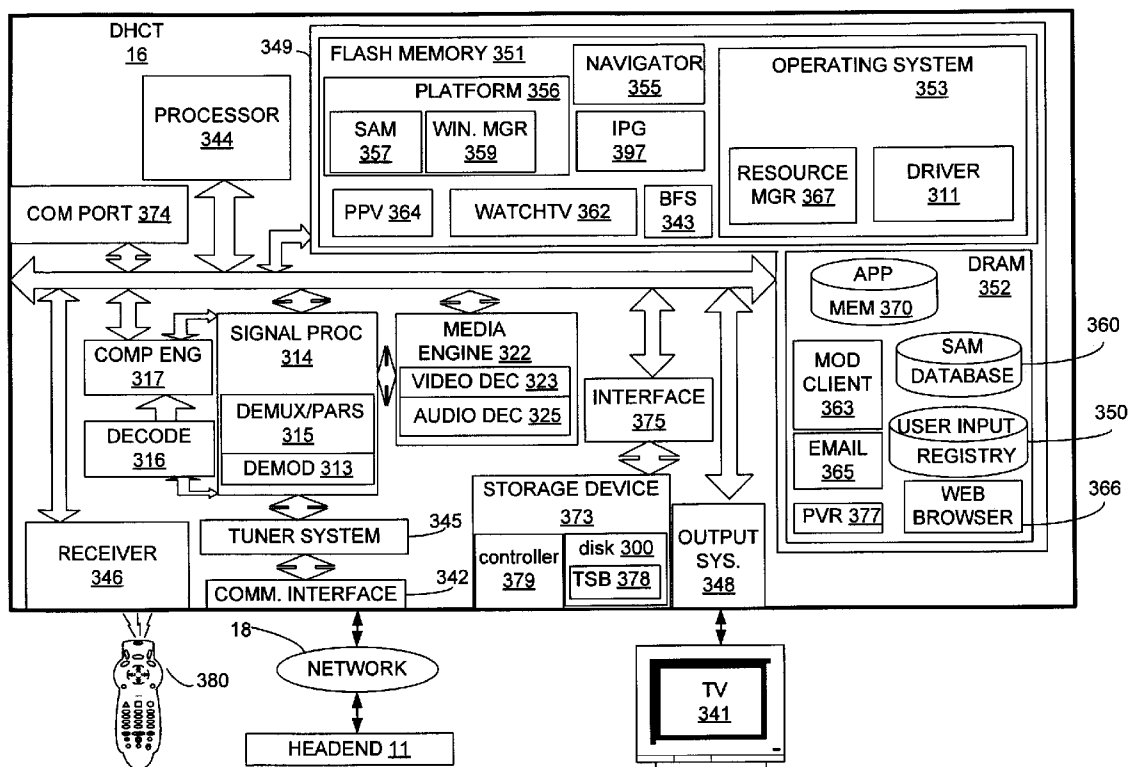 DHCT
16
349
FLASH MEMORY 351
NAVIGATOR
355
OPERATING SYSTEM
353
PLATFORM 356
PROCESSOR
344
SAM
357
WIN. MGR
359
IPG
397
RESOURCE
MGR 367
DRIVER
311
COM PORT 374
PPV 364
WATCHTV 362
BFS
343
DRAM
352
APP
MEM 370
SIGNAL PROC
314
MEDIA
ENGINE 322
VIDEO DEC 323
AUDIO DEC 325
COMP ENG
317
DECODE
316
DEMUX/PARS
315
DEMOD 313
INTERFACE
375
MOD
CLIENT
363
SAM
DATABASE
360
USER INPUT
REGISTRY
350
EMAIL
365
WEB
BROWSER
366
PVR 377
RECEIVER
346
TUNER SYSTEM
345
COMM. INTERFACE
342
STORAGE DEVICE
373
controller
379
disk 300
TSB 378
OUTPUT
SYS.
348
18
NETWORK
380
HEADEND 11
TV
341